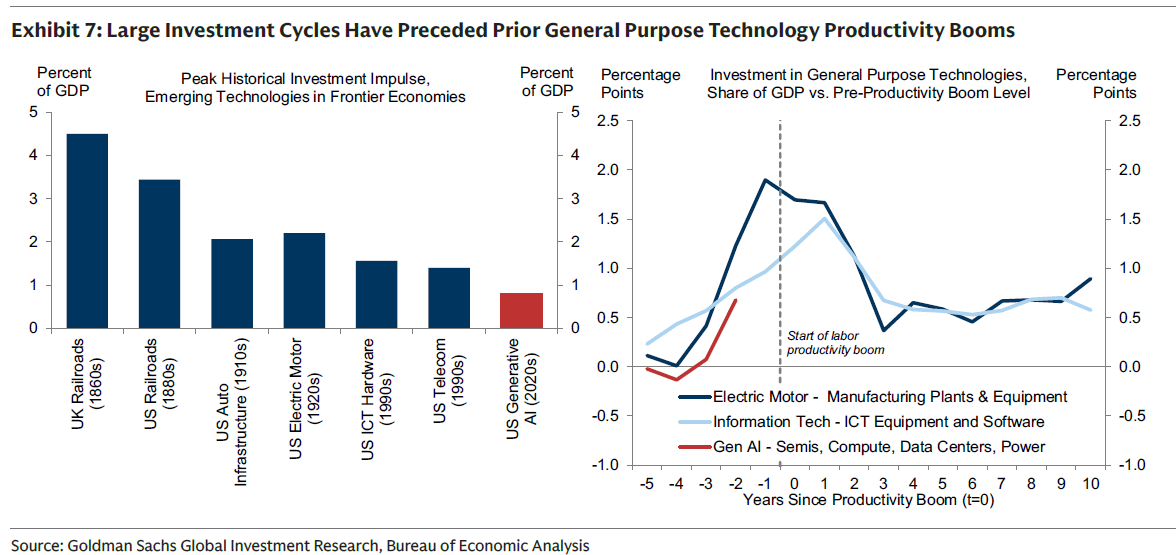 Exhibit 7: Large Investment Cycles Have Preceded Prior General Purpose Technology Productivity Booms
Percent
of GDP
Peak Historical Investment Impulse,
Emerging Technologies in Frontier Economies
Percent
of GDP
5
4
3
2
1
0
5
4
3
2
1
0
UK Railroads
(1860s)
US Railroads
(1880s)
US Auto
Infrastructure (1910s)
US Electric Motor
(1920s)
US ICT Hardware
(1990s)
US Telecom
(1990s)
US Generative
AI (2020s)
Percentage
Points
Investment in General Purpose Technologies,
Share of GDP vs. Pre-Productivity Boom Level
Percentage
Points
2.5
2.0
1.5
1.0
0.5
0.0
-0.5
-1.0
2.5
2.0
1.5
1.0
0.5
0.0
-0.5
-1.0
Start of labor
productivity boom
Electric Motor - Manufacturing Plants & Equipment
Information Tech - ICT Equipment and Software
Gen AI - Semis, Compute, Data Centers, Power
-5 -4 -3 -2 -1 0 1 2 3 4 5 6 7 8 9 10
Years Since Productivity Boom (t=0)
Source: Goldman Sachs Global Investment Research, Bureau of Economic Analysis